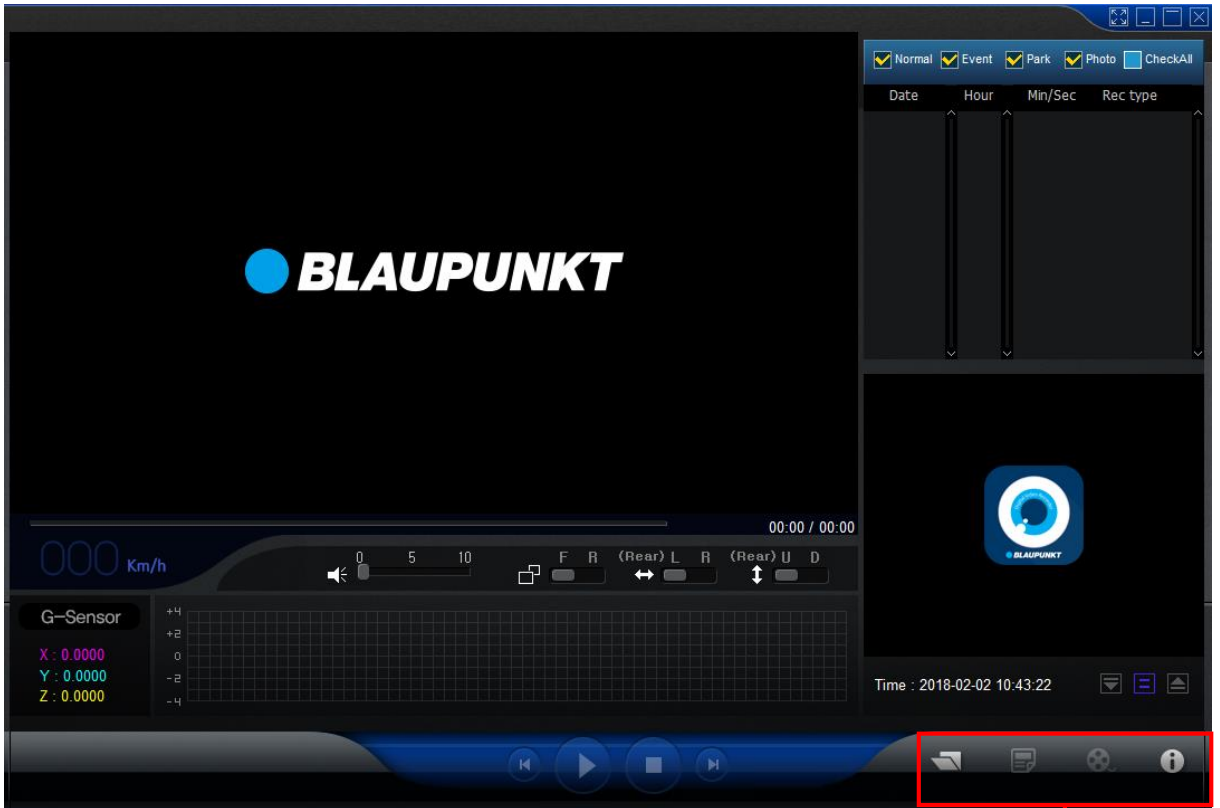 Normal Event Park Photo CheckAll
Date Hour Min/Sec Rec type
BLAUPUNKT
BLAUPUNKT
00:00 / 00:00
000 Km/h
0 5 10
F R (Rear) L R (Rear) U D
G-Sensor
X : 0.0000
Y : 0.0000
Z : 0.0000
+4
+2
0
-2
-4
Time : 2018-02-02 10:43:22